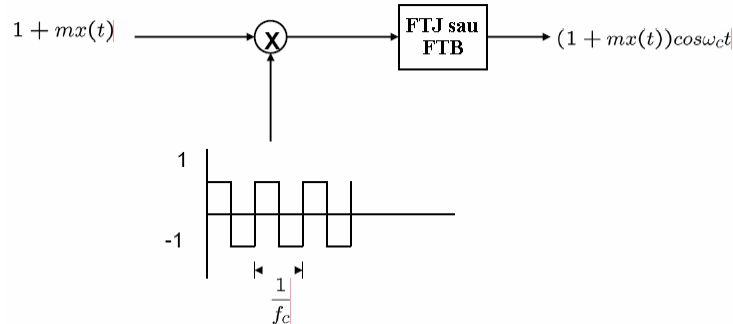 1 + mx(t)
X
FTJ sau
FTB
(1 + mx(t))cosω_ct
1
-1
1
f_c